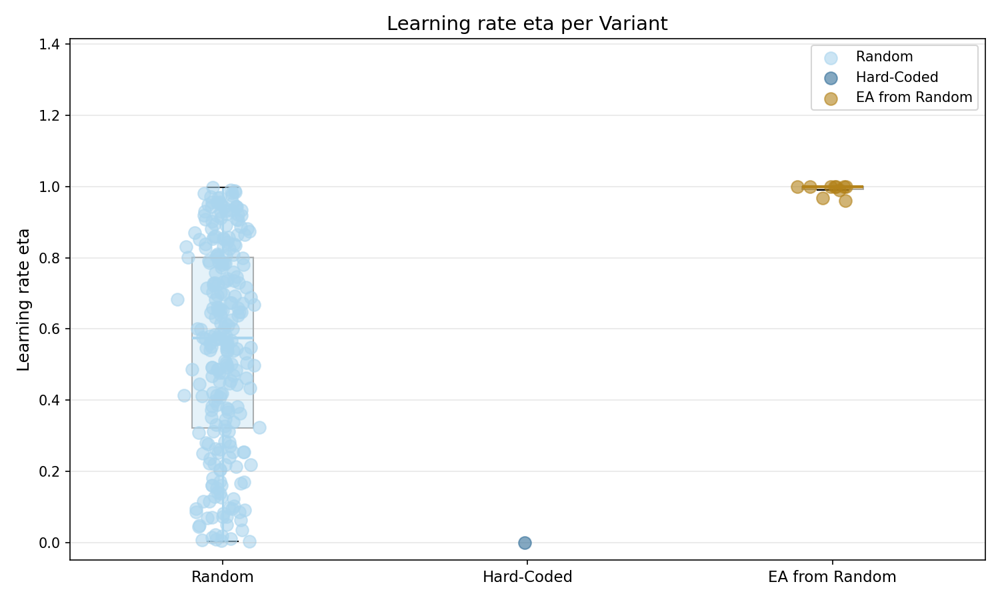 Learning rate eta per Variant
Learning rate eta
1.4
1.2
1.0
0.8
0.6
0.4
0.2
0.0
Random
Hard-Coded
EA from Random
Random
Hard-Coded
EA from Random